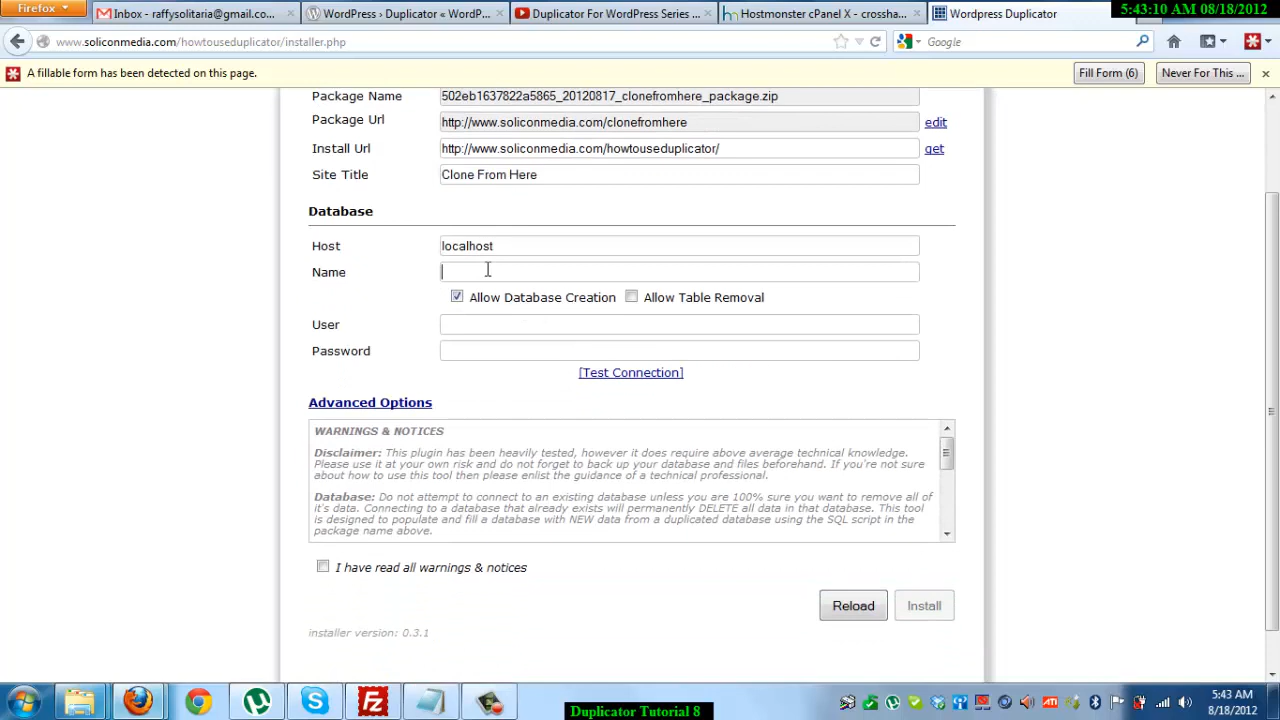 Firefox
Inbox - raffysolitaria@gmail.co...
WordPress › Duplicator « WordP...
Duplicator For WordPress Series ...
Hostmonster cPanel X - crossha...
Wordpress Duplicator
5:43:10 AM 08/18/2012
www.soliconmedia.com/howtouseduplicator/installer.php
Google
A fillable form has been detected on this page.
Fill Form (6)
Never For This ...
Package Name 502eb1637822a5865_20120817_clonefromhere_package.zip
Package Url http://www.soliconmedia.com/clonefromhere edit
Install Url http://www.soliconmedia.com/howtouseduplicator/ get
Site Title Clone From Here
Database
Host localhost
Name
Allow Database Creation Allow Table Removal
User
Password
[Test Connection]
Advanced Options
WARNINGS & NOTICES
Disclaimer: This plugin has been heavily tested, however it does require above average technical knowledge.
Please use it at your own risk and do not forget to back up your database and files beforehand. If you're not sure
about how to use this tool then please enlist the guidance of a technical professional.
Database: Do not attempt to connect to an existing database unless you are 100% sure you want to remove all of
it's data. Connecting to a database that already exists will permanently DELETE all data in that database. This tool
is designed to populate and fill a database with NEW data from a duplicated database using the SQL script in the
package name above.
I have read all warnings & notices
Reload
Install
installer version: 0.3.1
5:43 AM
8/18/2012
Duplicator Tutorial 8